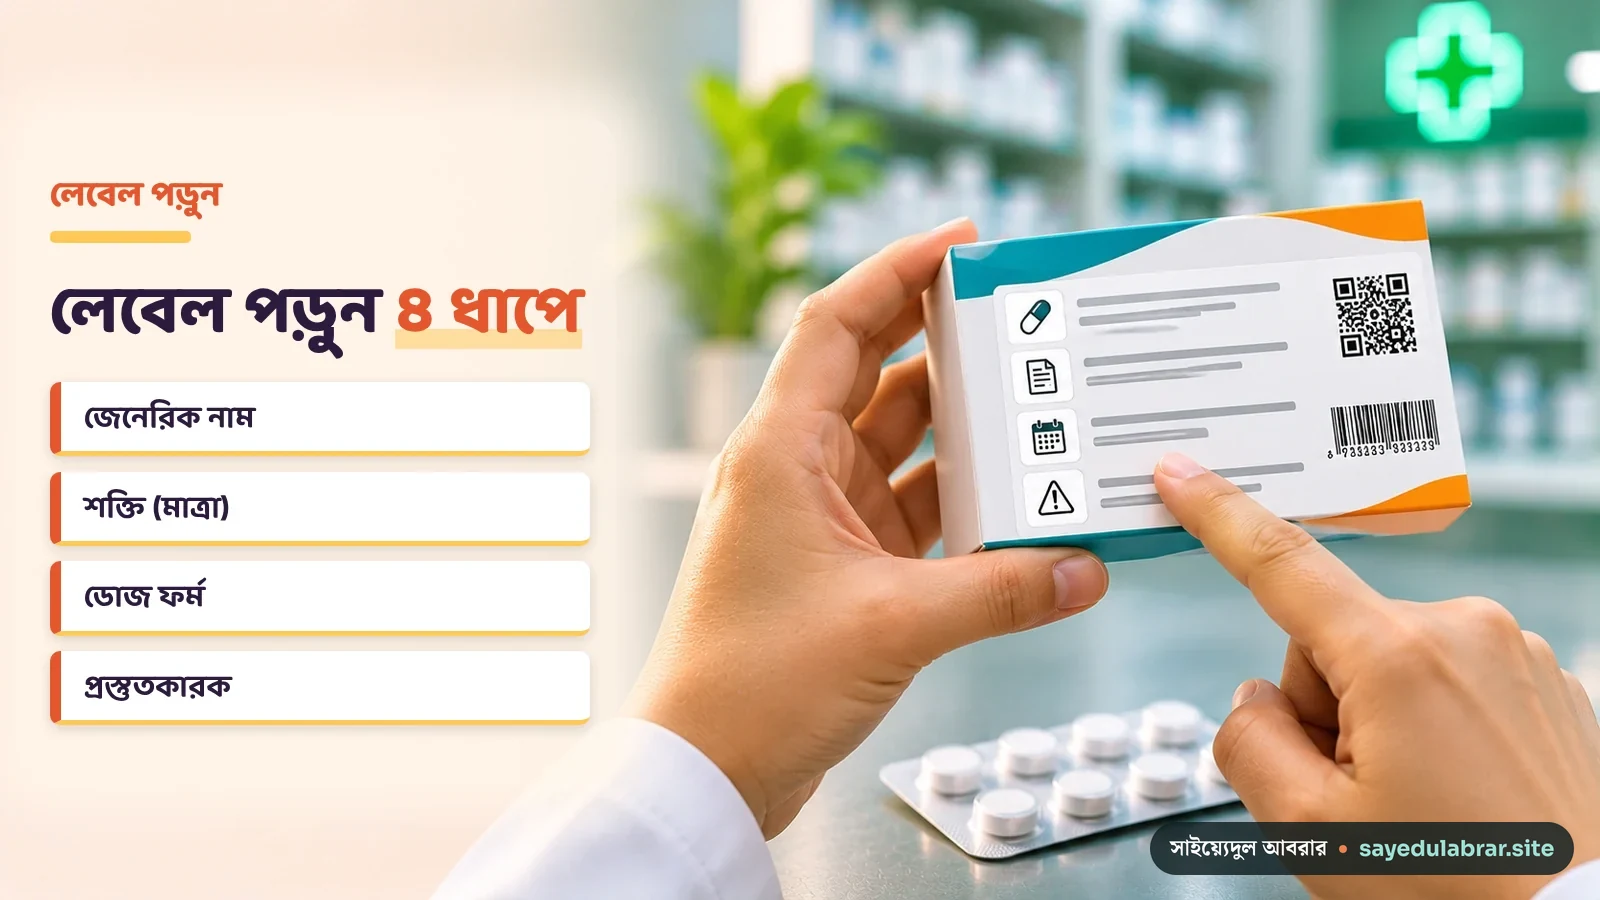 লেবেল পড়ুন
লেবেল পড়ুন ৪ ধাপে
জেনেরিক নাম
শক্তি (মাত্রা)
ডোজ ফর্ম
প্রস্তুতকারক
সাইয়্যেদুল আবরার • sayedulabrar.site